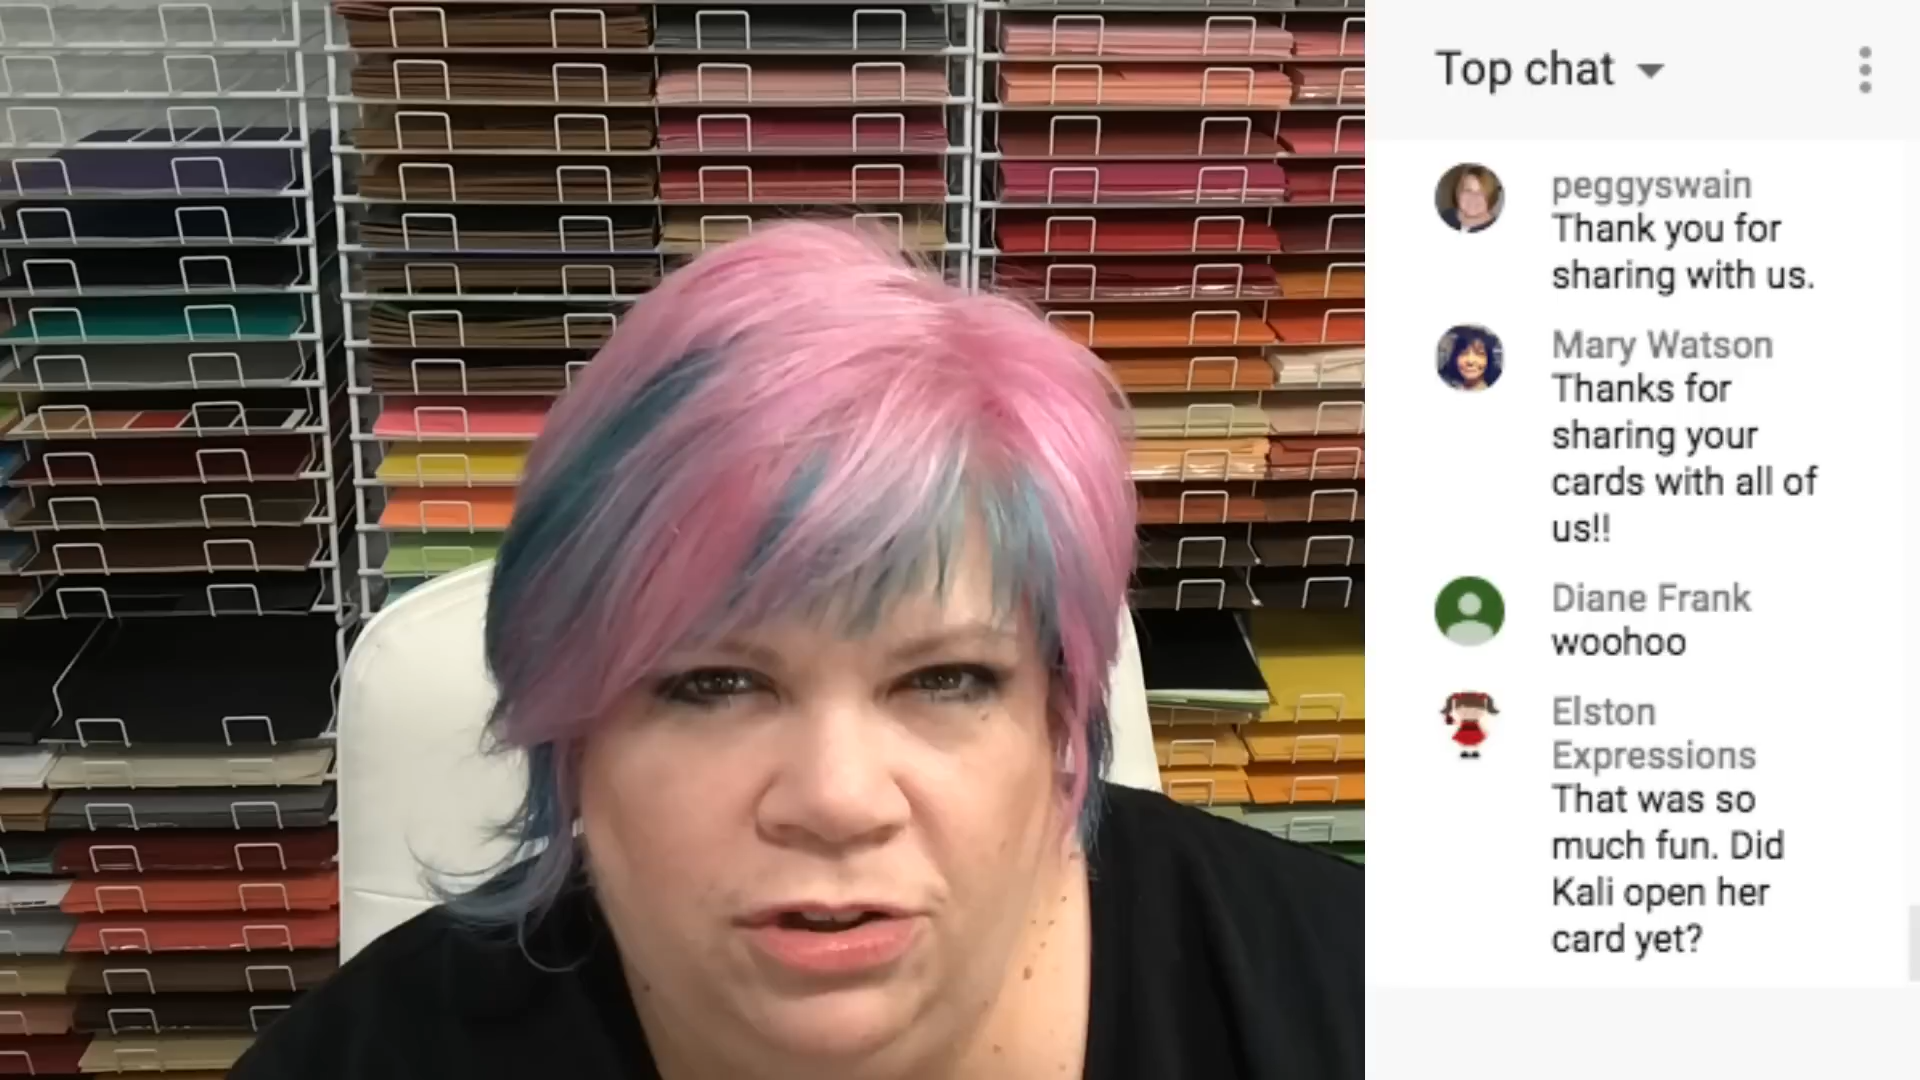 Top chat
peggyswain
Thank you for
sharing with us.
Mary Watson
Thanks for
sharing your
cards with all of
us!!
Diane Frank
woohoo
Elston
Expressions
That was so
much fun. Did
Kali open her
card yet?